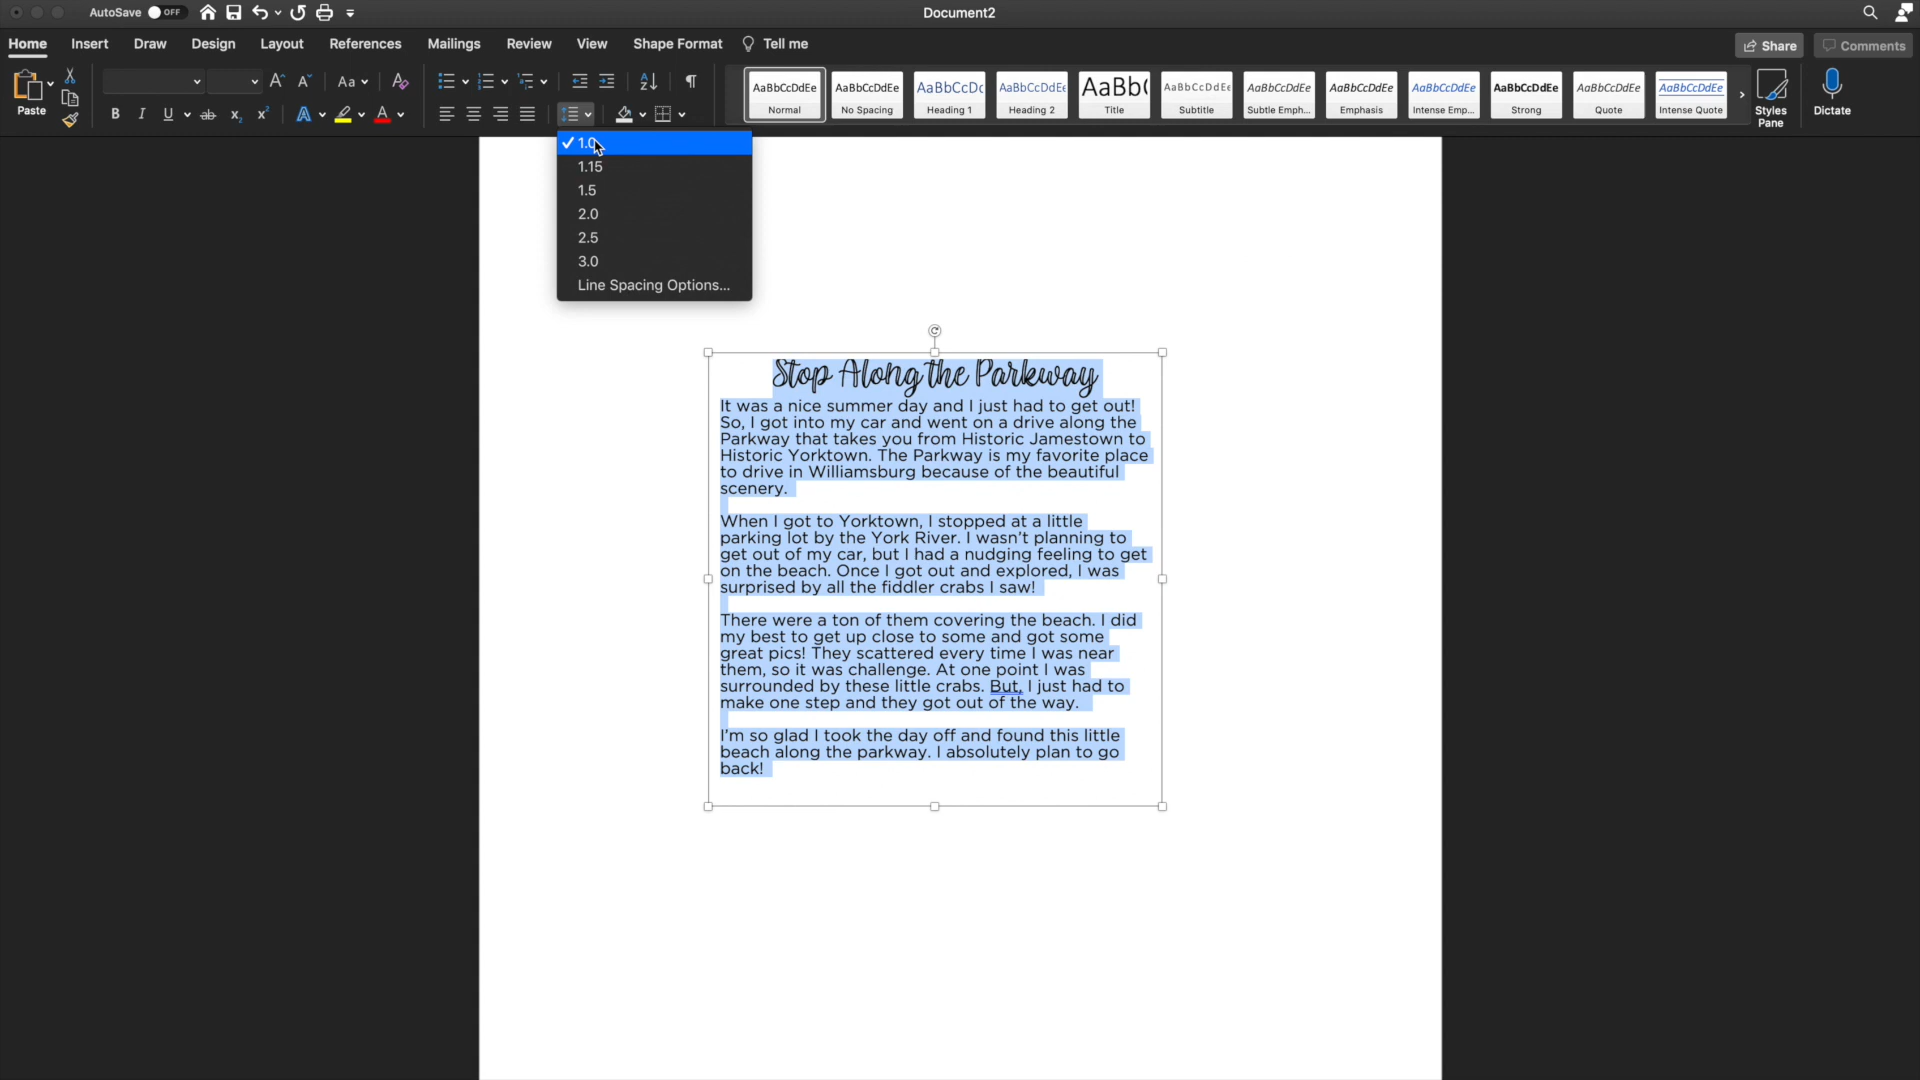 AutoSave OFF
Document2
Home Insert Draw Design Layout References Mailings Review View Shape Format Tell me
Share Comments
Paste
Aa
B I U ab x₂ x² A A
AaBbCcDdEe Normal
AaBbCcDdEe No Spacing
AaBbCcDc Heading 1
AaBbCcDdEe Heading 2
AaBb( Title
AaBbCcDdEe Subtitle
AaBbCcDdEe Subtle Emph...
AaBbCcDdEe Emphasis
AaBbCcDdEe Intense Emp...
AaBbCcDdEe Strong
AaBbCcDdEe Quote
AaBbCcDdEe Intense Quote
Styles Pane
Dictate
1.0
1.15
1.5
2.0
2.5
3.0
Line Spacing Options...
Stop Along the Parkway
It was a nice summer day and I just had to get out!
So, I got into my car and went on a drive along the
Parkway that takes you from Historic Jamestown to
Historic Yorktown. The Parkway is my favorite place
to drive in Williamsburg because of the beautiful
scenery.
When I got to Yorktown, I stopped at a little
parking lot by the York River. I wasn't planning to
get out of my car, but I had a nudging feeling to get
on the beach. Once I got out and explored, I was
surprised by all the fiddler crabs I saw!
There were a ton of them covering the beach. I did
my best to get up close to some and got some
great pics! They scattered every time I was near
them, so it was challenge. At one point I was
surrounded by these little crabs. But, I just had to
make one step and they got out of the way.
I'm so glad I took the day off and found this little
beach along the parkway. I absolutely plan to go
back!